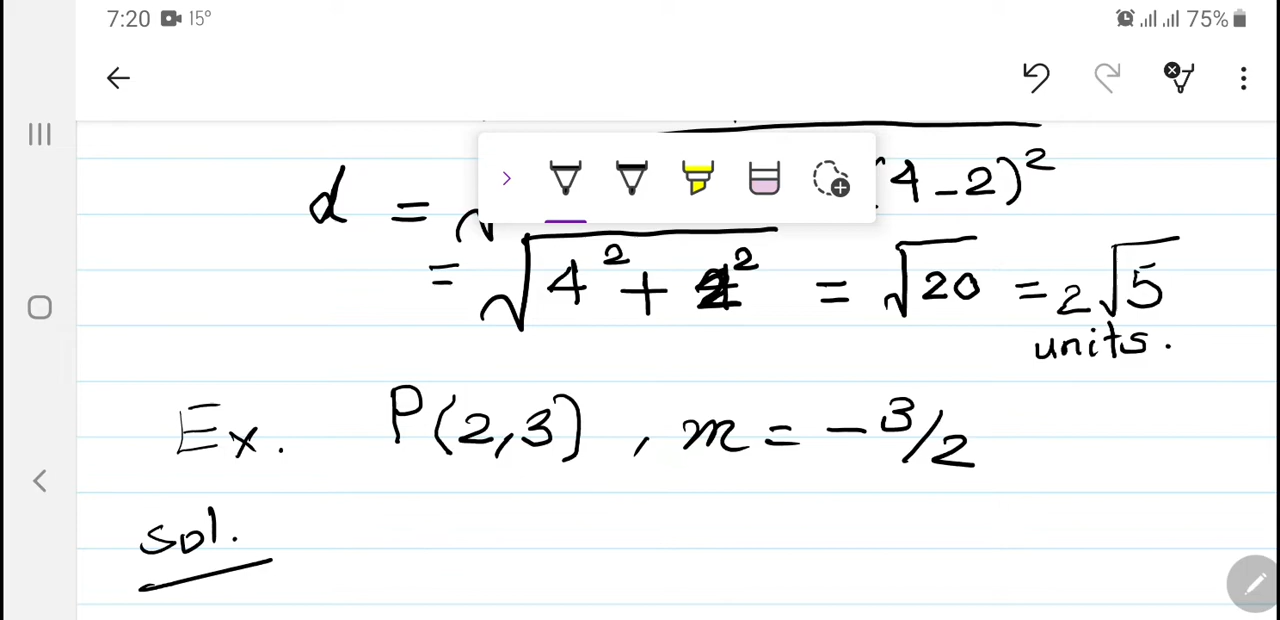 7:20 15° 75%
d = √ (4-2)²
= √4² + 2² = √20 = 2√5
units.
Ex. P(2,3), m = -3/2
Sol.